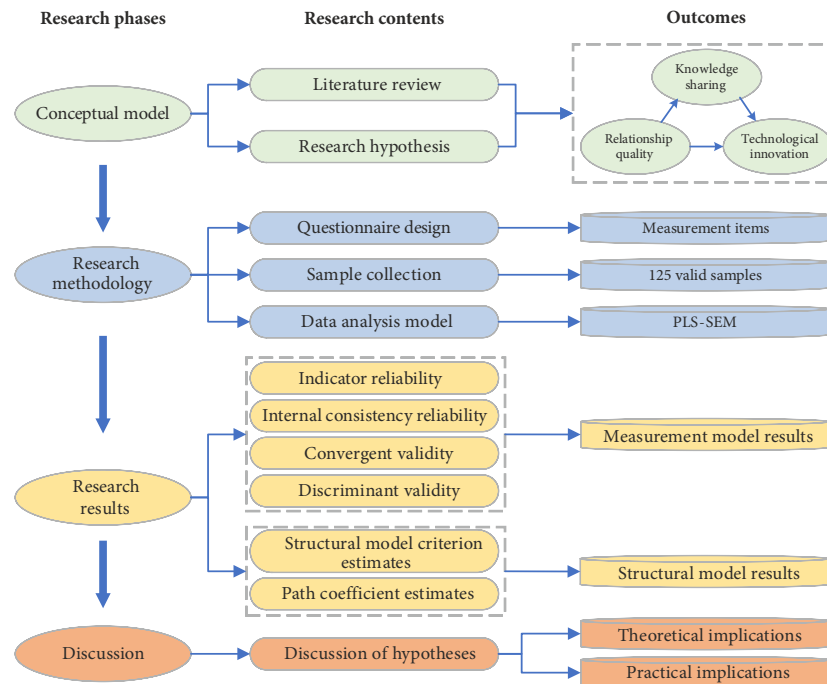 Research phases
Research contents
Outcomes
Conceptual model
Literature review
Research hypothesis
Knowledge
sharing
Relationship
quality
Technological
innovation
Research
methodology
Questionnaire design
Measurement items
Sample collection
125 valid samples
Data analysis model
PLS-SEM
Research
results
Indicator reliability
Internal consistency reliability
Convergent validity
Discriminant validity
Measurement model results
Structural model criterion
estimates
Path coefficient estimates
Structural model results
Discussion
Discussion of hypotheses
Theoretical implications
Practical implications